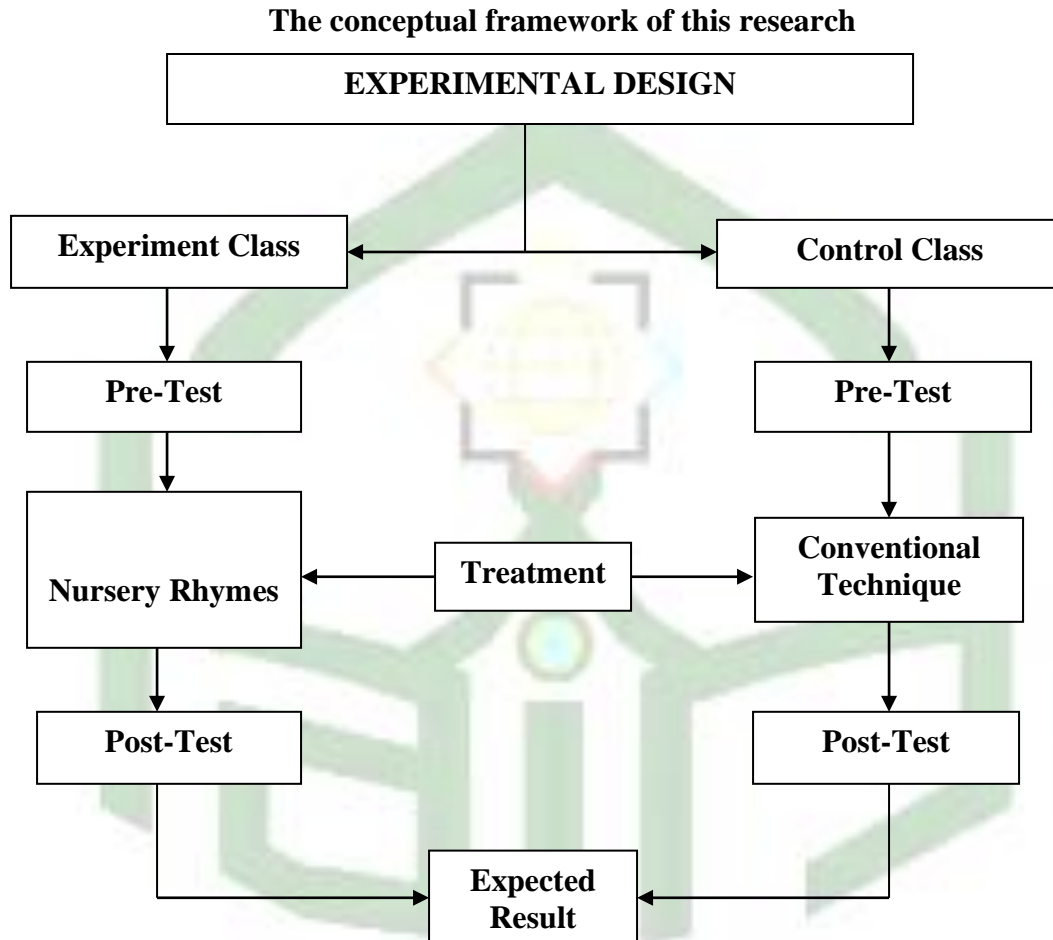 The conceptual framework of this research
EXPERIMENTAL DESIGN
Experiment Class
Control Class
Pre-Test
Pre-Test
Nursery Rhymes
Treatment
Conventional
Technique
Post-Test
Post-Test
Expected
Result